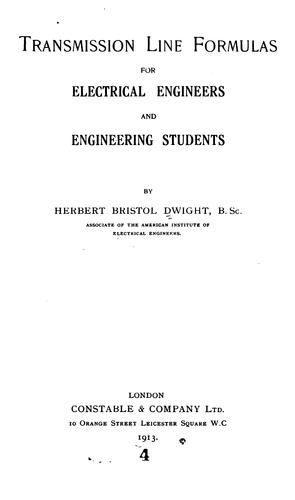 TRANSMISSION LINE FORMULAS
FOR
ELECTRICAL ENGINEERS
AND
ENGINEERING STUDENTS
BY
HERBERT BRISTOL DWIGHT, B. Sc.
ASSOCIATE OF THE AMERICAN INSTITUTE OF
ELECTRICAL ENGINEERS.
LONDON
CONSTABLE & COMPANY LTD.
10 ORANGE STREET LEICESTER SQUARE W.C
1913.
4